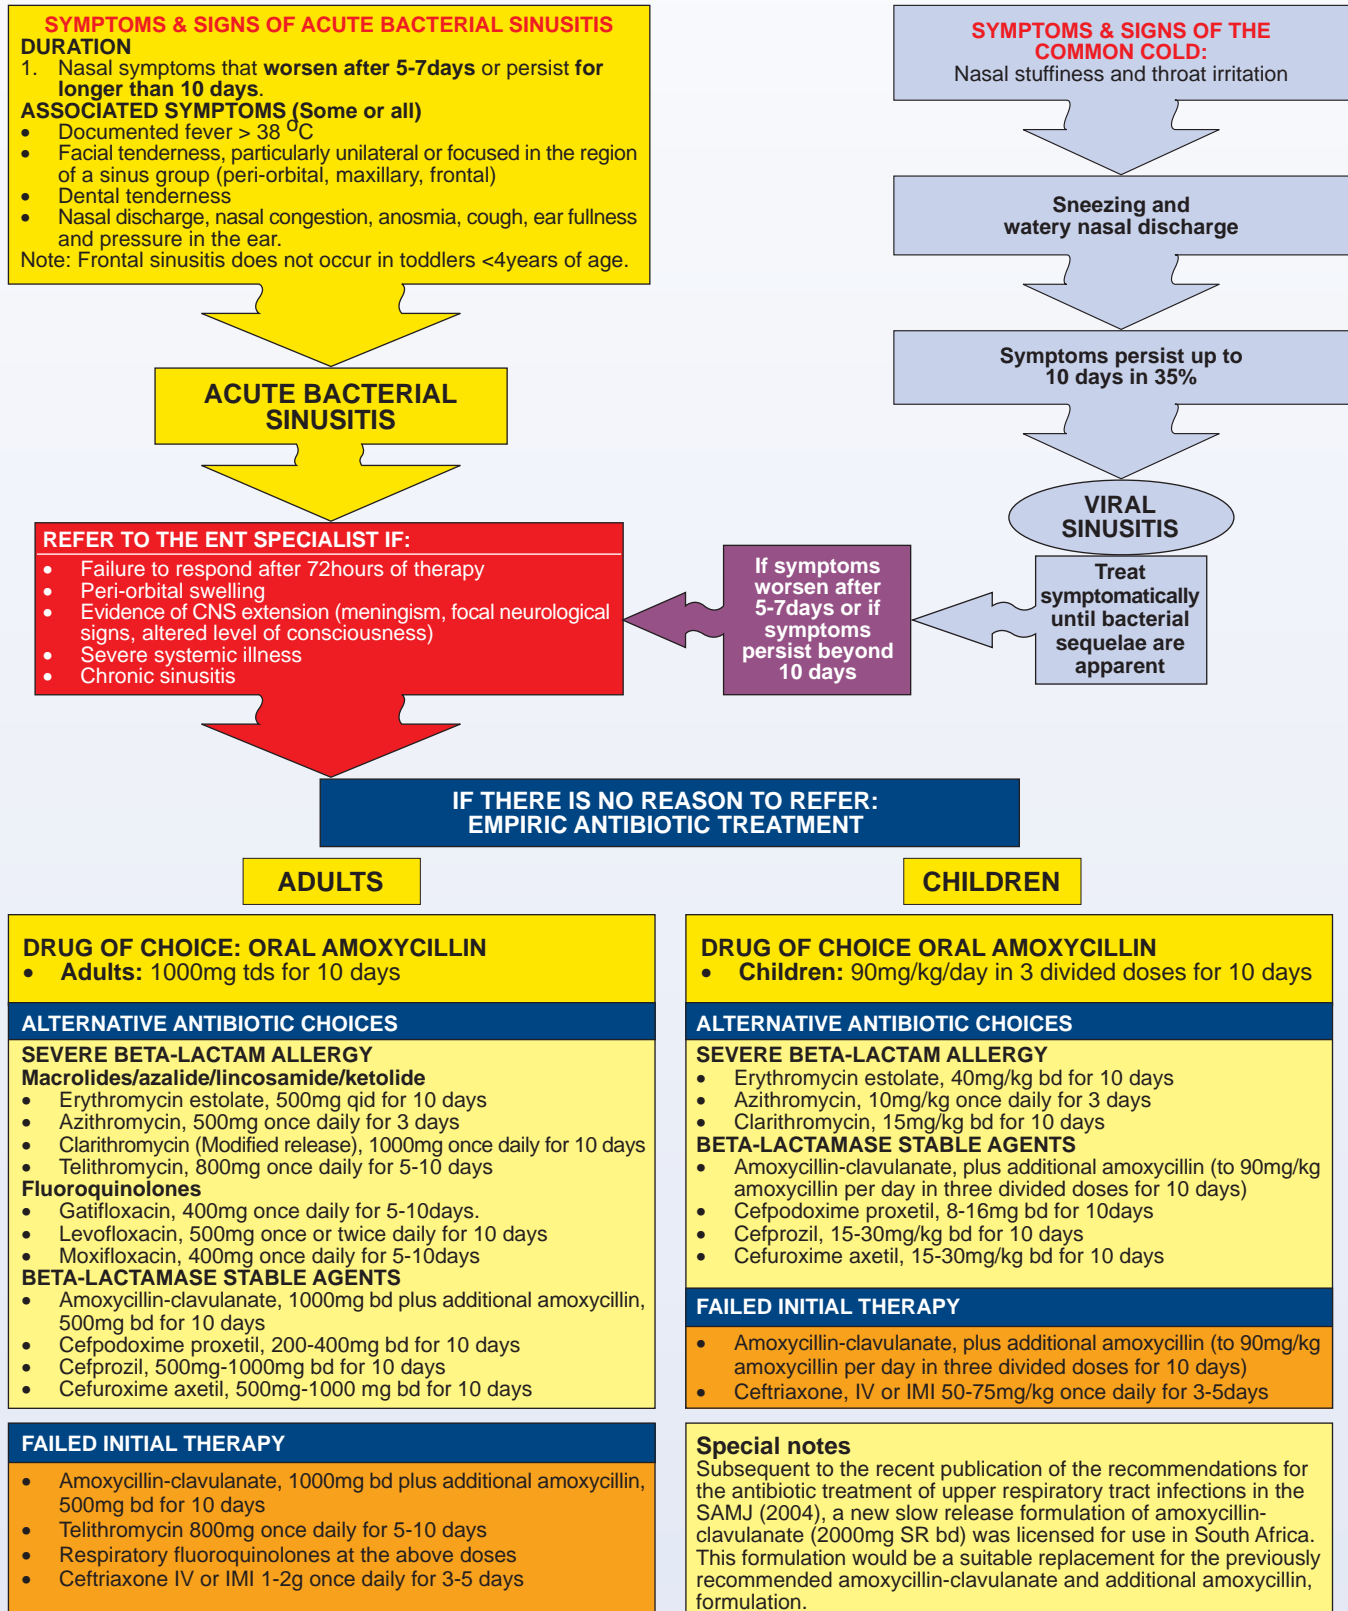 SYMPTOMS & SIGNS OF ACUTE BACTERIAL SINUSITIS
DURATION
1. Nasal symptoms that worsen after 5-7days or persist for
longer than 10 days.
ASSOCIATED SYMPTOMS (Some or all)
• Documented fever > 38 °C
• Facial tenderness, particularly unilateral or focused in the region
of a sinus group (peri-orbital, maxillary, frontal)
• Dental tenderness
• Nasal discharge, nasal congestion, anosmia, cough, ear fullness
and pressure in the ear.
Note: Frontal sinusitis does not occur in toddlers <4years of age.
ACUTE BACTERIAL
SINUSITIS
SYMPTOMS & SIGNS OF THE
COMMON COLD:
Nasal stuffiness and throat irritation
Sneezing and
watery nasal discharge
Symptoms persist up to
10 days in 35%
VIRAL
SINUSITIS
Treat
symptomatically
until bacterial
sequelae are
apparent
If symptoms
worsen after
5-7days or if
symptoms
persist beyond
10 days
REFER TO THE ENT SPECIALIST IF:
• Failure to respond after 72hours of therapy
• Peri-orbital swelling
• Evidence of CNS extension (meningism, focal neurological
signs, altered level of consciousness)
• Severe systemic illness
• Chronic sinusitis
IF THERE IS NO REASON TO REFER:
EMPIRIC ANTIBIOTIC TREATMENT
ADULTS
DRUG OF CHOICE: ORAL AMOXYCILLIN
• Adults: 1000mg tds for 10 days
ALTERNATIVE ANTIBIOTIC CHOICES
SEVERE BETA-LACTAM ALLERGY
Macrolides/azalide/lincosamide/ketolide
• Erythromycin estolate, 500mg qid for 10 days
• Azithromycin, 500mg once daily for 3 days
• Clarithromycin (Modified release), 1000mg once daily for 10 days
• Telithromycin, 800mg once daily for 5-10 days
Fluoroquinolones
• Gatifloxacin, 400mg once daily for 5-10days.
• Levofloxacin, 500mg once or twice daily for 10 days
• Moxifloxacin, 400mg once daily for 5-10days
BETA-LACTAMASE STABLE AGENTS
• Amoxycillin-clavulanate, 1000mg bd plus additional amoxycillin,
500mg bd for 10 days
• Cefpodoxime proxetil, 200-400mg bd for 10 days
• Cefprozil, 500mg-1000mg bd for 10 days
• Cefuroxime axetil, 500mg-1000 mg bd for 10 days
FAILED INITIAL THERAPY
• Amoxycillin-clavulanate, 1000mg bd plus additional amoxycillin,
500mg bd for 10 days
• Telithromycin 800mg once daily for 5-10 days
• Respiratory fluoroquinolones at the above doses
• Ceftriaxone IV or IMI 1-2g once daily for 3-5 days
CHILDREN
DRUG OF CHOICE ORAL AMOXYCILLIN
• Children: 90mg/kg/day in 3 divided doses for 10 days
ALTERNATIVE ANTIBIOTIC CHOICES
SEVERE BETA-LACTAM ALLERGY
• Erythromycin estolate, 40mg/kg bd for 10 days
• Azithromycin, 10mg/kg once daily for 3 days
• Clarithromycin, 15mg/kg bd for 10 days
BETA-LACTAMASE STABLE AGENTS
• Amoxycillin-clavulanate, plus additional amoxycillin (to 90mg/kg
amoxycillin per day in three divided doses for 10 days)
• Cefpodoxime proxetil, 8-16mg bd for 10days
• Cefprozil, 15-30mg/kg bd for 10 days
• Cefuroxime axetil, 15-30mg/kg bd for 10 days
FAILED INITIAL THERAPY
• Amoxycillin-clavulanate, plus additional amoxycillin (to 90mg/kg
amoxycillin per day in three divided doses for 10 days)
• Ceftriaxone, IV or IMI 50-75mg/kg once daily for 3-5days
Special notes
Subsequent to the recent publication of the recommendations for
the antibiotic treatment of upper respiratory tract infections in the
SAMJ (2004), a new slow release formulation of amoxycillin-
clavulanate (2000mg SR bd) was licensed for use in South Africa.
This formulation would be a suitable replacement for the previously
recommended amoxycillin-clavulanate and additional amoxycillin,
formulation.